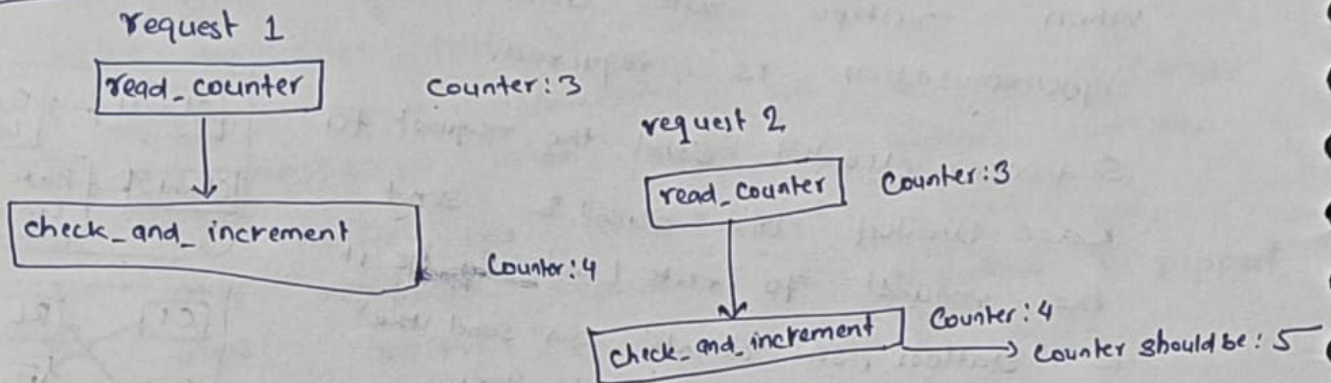 request 1
read_counter
Counter: 3
request 2
read_counter
Counter: 3
check_and_increment
Counter: 4
check_and_increment
Counter: 4
Counter should be: 5